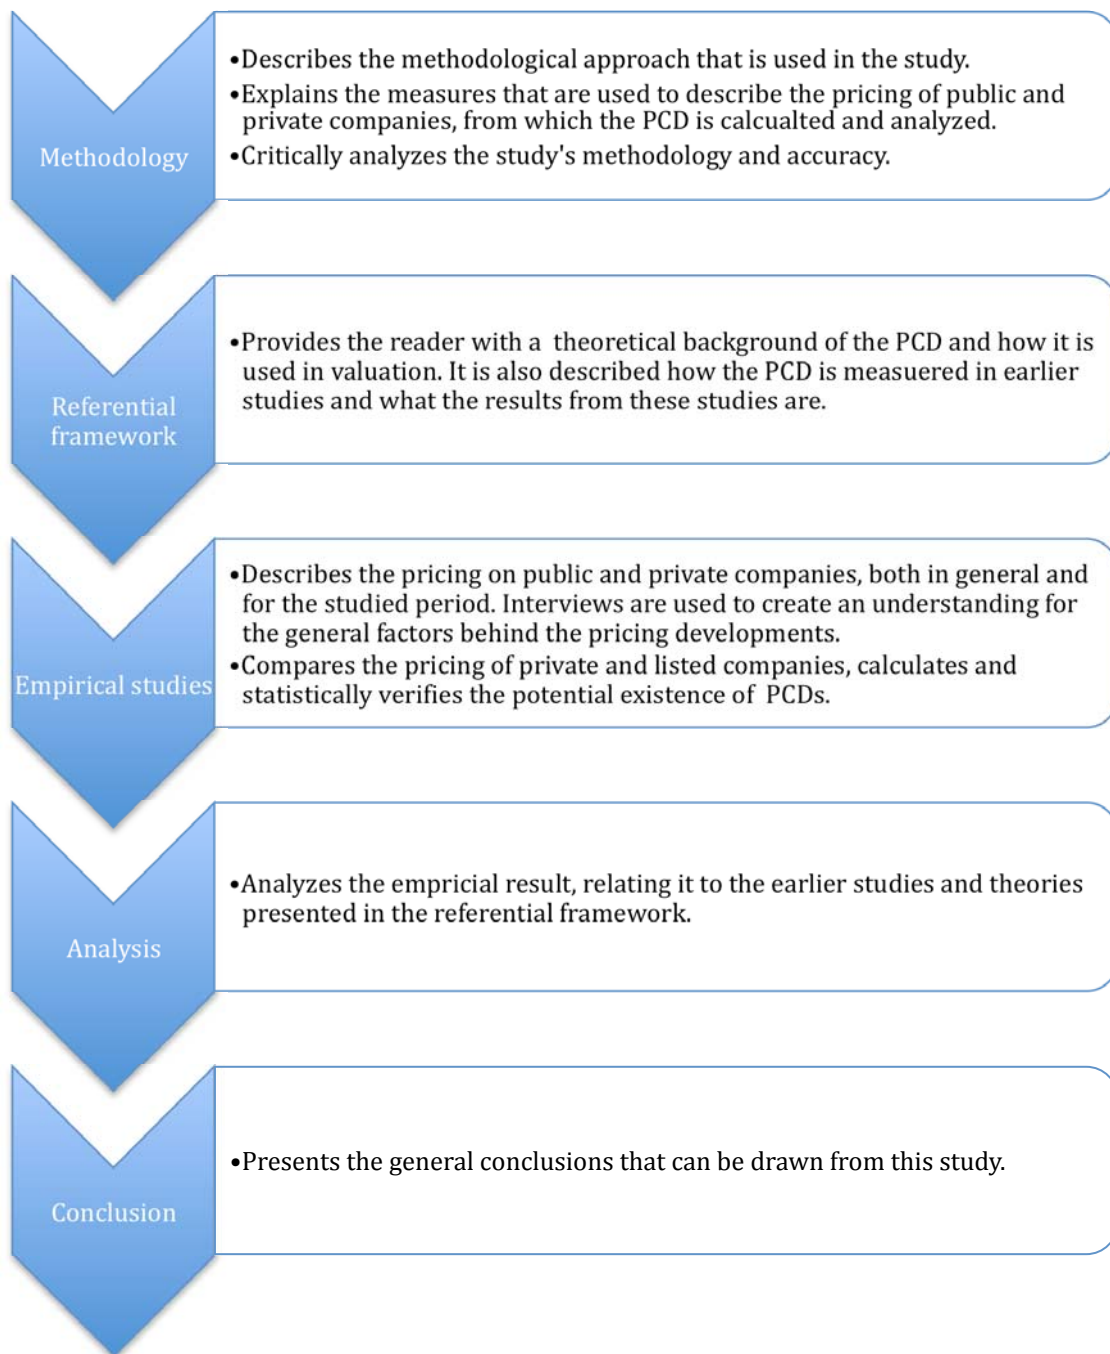 Methodology
•Describes the methodological approach that is used in the study.
•Explains the measures that are used to describe the pricing of public and
private companies, from which the PCD is calcualted and analyzed.
•Critically analyzes the study's methodology and accuracy.
Referential
framework
•Provides the reader with a theoretical background of the PCD and how it is
used in valuation. It is also described how the PCD is measuered in earlier
studies and what the results from these studies are.
Empirical studies
•Describes the pricing on public and private companies, both in general and
for the studied period. Interviews are used to create an understanding for
the general factors behind the pricing developments.
•Compares the pricing of private and listed companies, calculates and
statistically verifies the potential existence of PCDs.
Analysis
•Analyzes the empricial result, relating it to the earlier studies and theories
presented in the referential framework.
Conclusion
•Presents the general conclusions that can be drawn from this study.